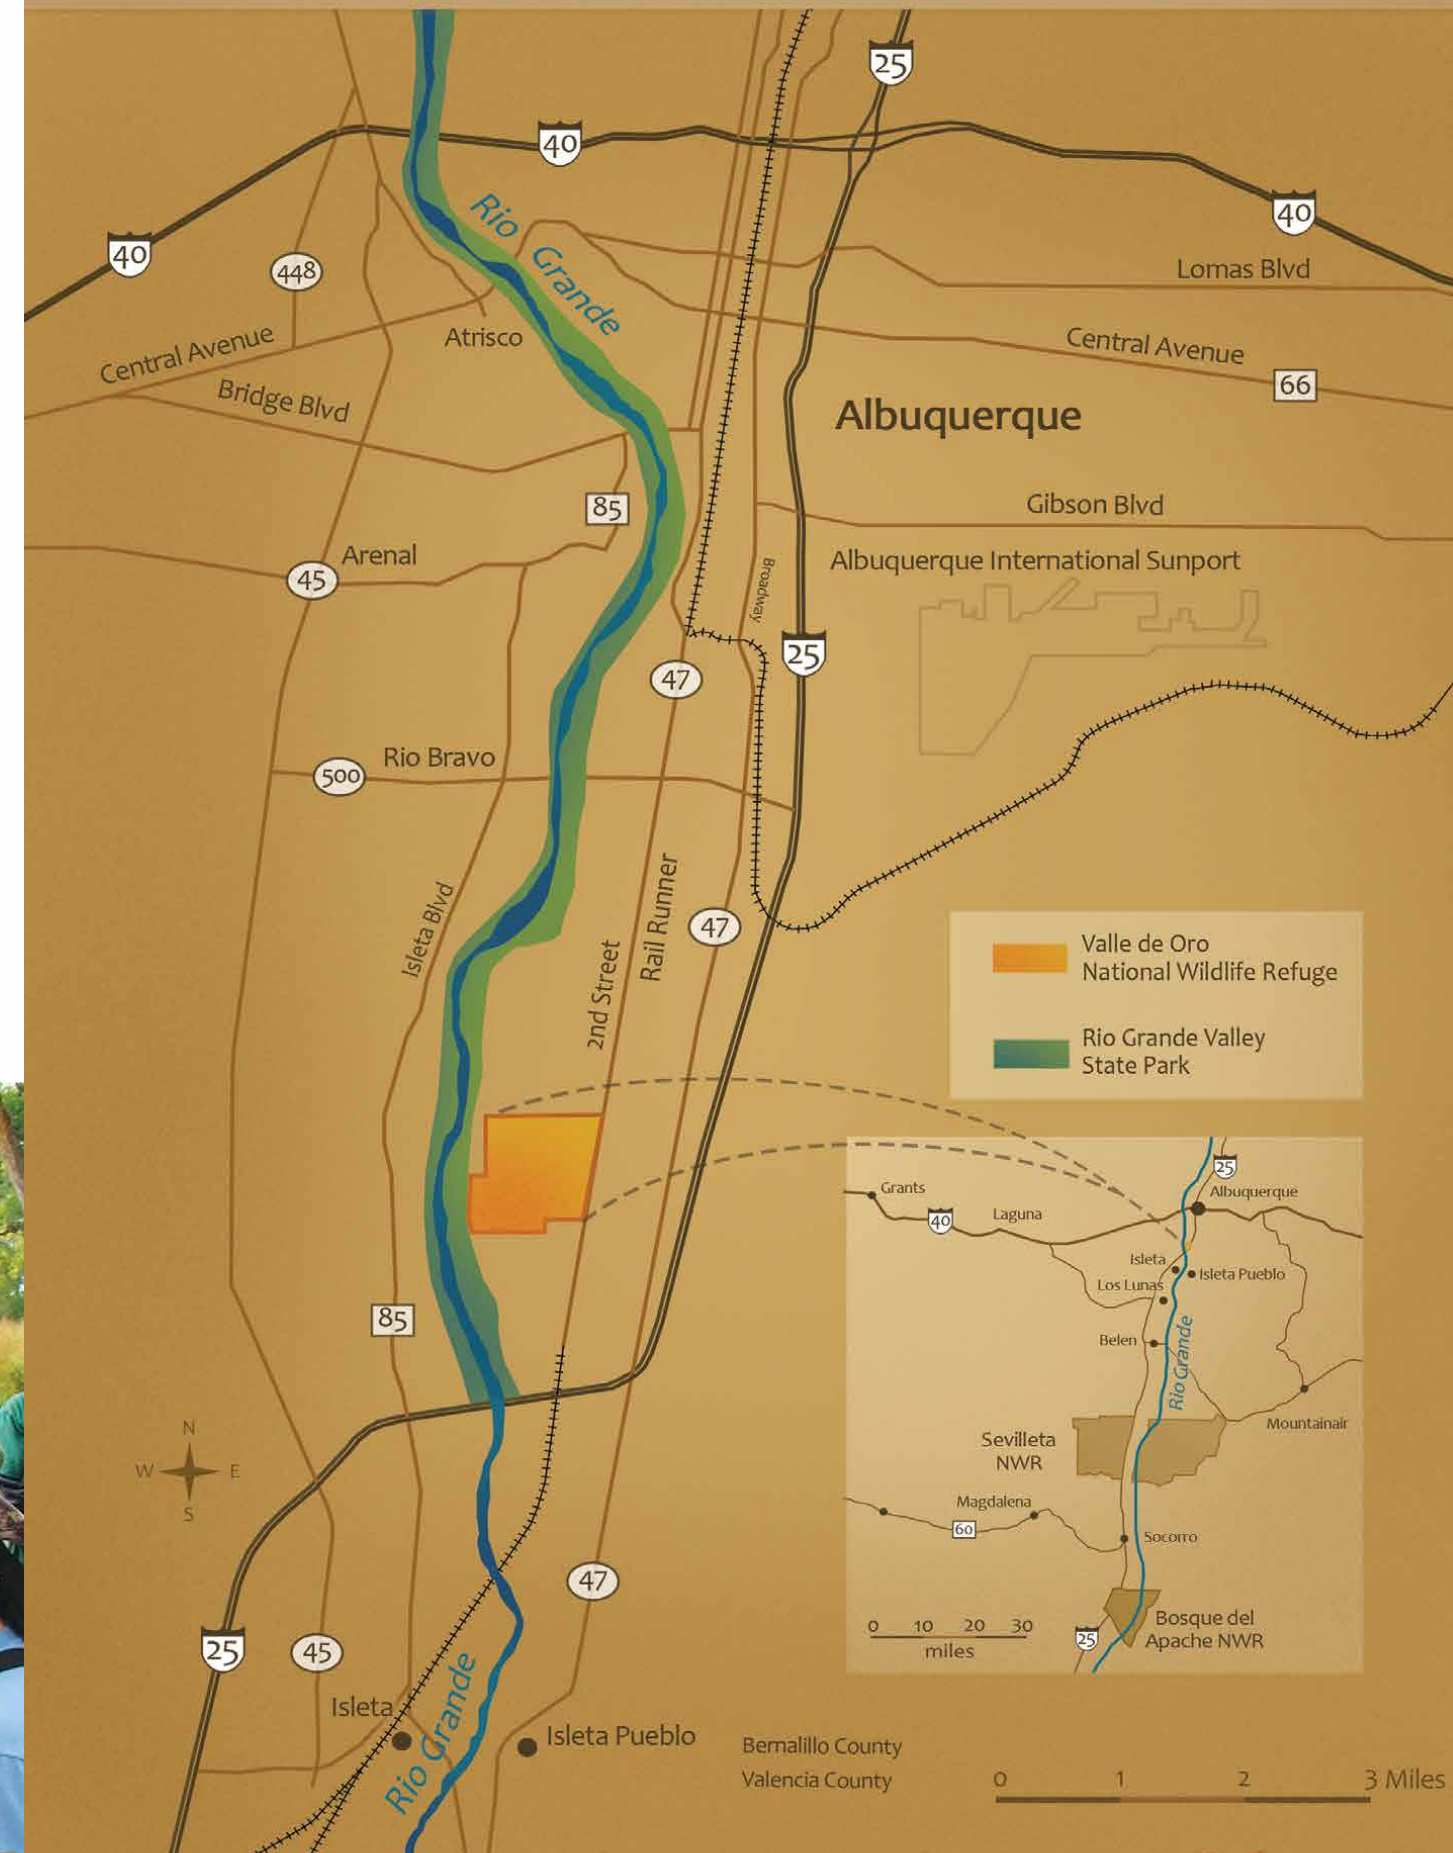 25
40
40
40
Rio Grande
448
Lomas Blvd
Central Avenue
Atrisco
Central Avenue
66
Bridge Blvd
Albuquerque
85
Gibson Blvd
Arenal
45
Albuquerque International Sunport
Broadway
25
47
Rio Bravo
500
Isleta Blvd
Rail Runner
47
2nd Street
Valle de Oro
National Wildlife Refuge
Rio Grande Valley
State Park
85
N
W E
S
25
45
47
Isleta
Rio Grande
Isleta Pueblo
25
Albuquerque
Grants
40
Laguna
Isleta
Isleta Pueblo
Los Lunas
Belen
Rio Grande
Mountainair
Sevilleta
NWR
Magdalena
60
Socorro
Bosque del
Apache NWR
25
0 10 20 30
miles
Bernalillo County
Valencia County
0 1 2 3 Miles